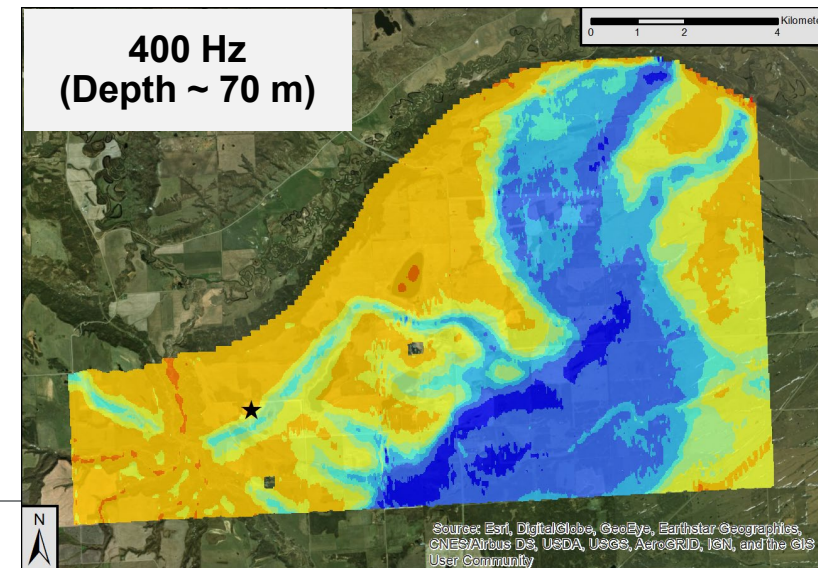 400 Hz
(Depth ~ 70 m)
Kilomete
0 1 2 4
N
Source: Esri, DigitalGlobe, GeoEye, Earthstar Geographics,
CNES/Airbus DS, USDA, USGS, AeroGRID, IGN, and the GIS
User Community